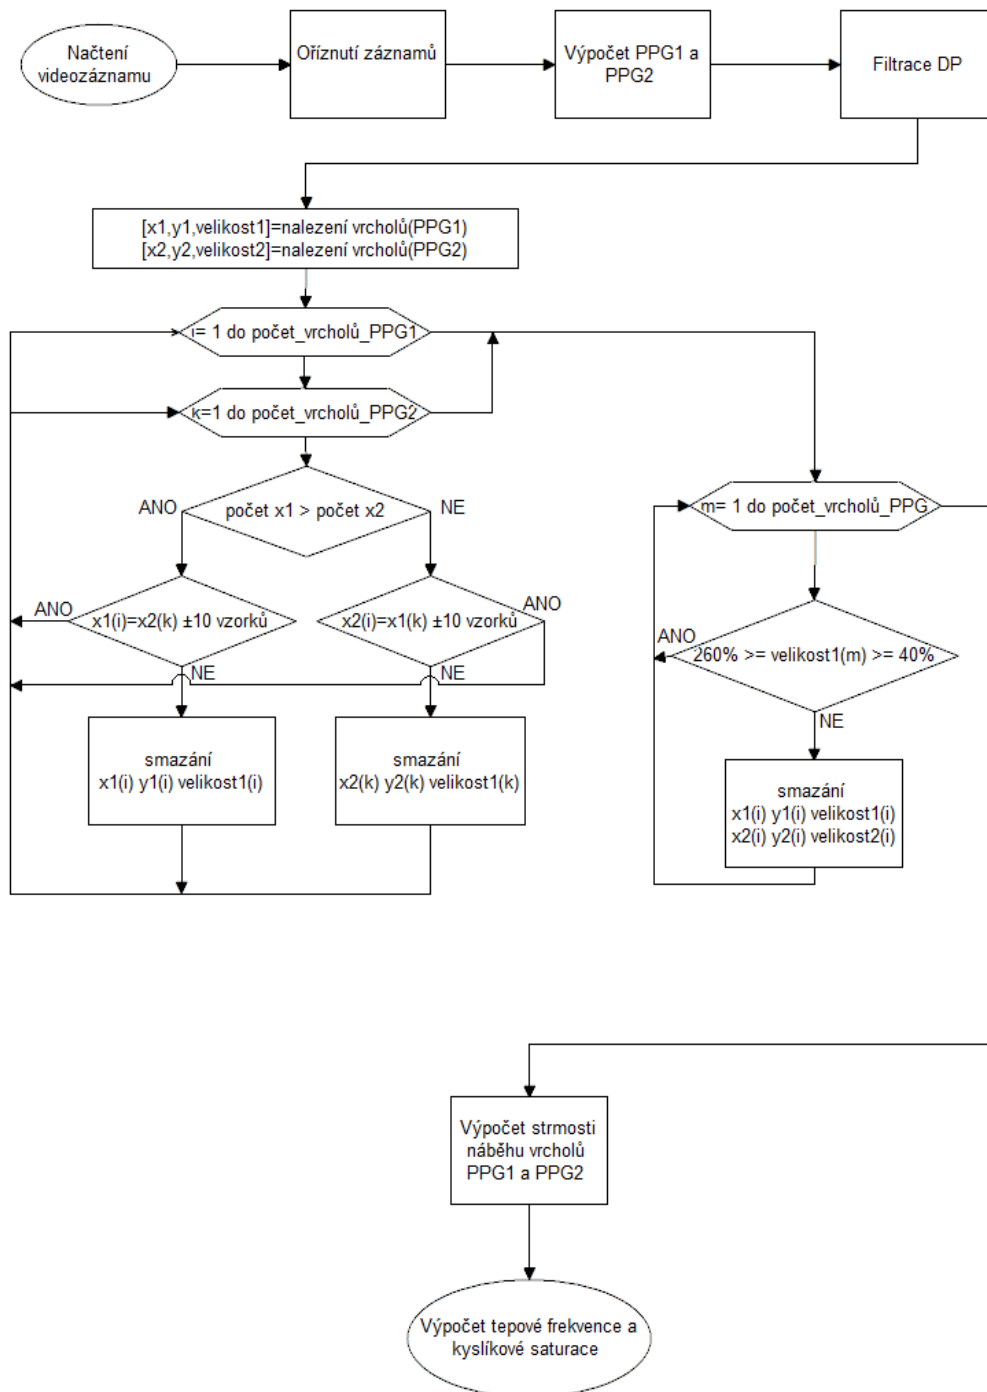 Načtení
videozáznamu
Oříznutí záznamů
Výpočet PPG1 a
PPG2
Filtrace DP
[x1,y1,velikost1]=nalezení vrcholů(PPG1)
[x2,y2,velikost2]=nalezení vrcholů(PPG2)
i= 1 do počet_vrcholů_PPG1
k=1 do počet_vrcholů_PPG2
počet x1 > počet x2
ANO
NE
x1(i)=x2(k) ±10 vzorků
ANO
NE
x2(i)=x1(k) ±10 vzorků
ANO
NE
smazání
x1(i) y1(i) velikost1(i)
smazání
x2(k) y2(k) velikost1(k)
m= 1 do počet_vrcholů_PPG
260% >= velikost1(m) >= 40%
ANO
NE
smazání
x1(i) y1(i) velikost1(i)
x2(i) y2(i) velikost2(i)
Výpočet strmosti
náběhu vrcholů
PPG1 a PPG2
Výpočet tepové frekvence a
kyslíkové saturace